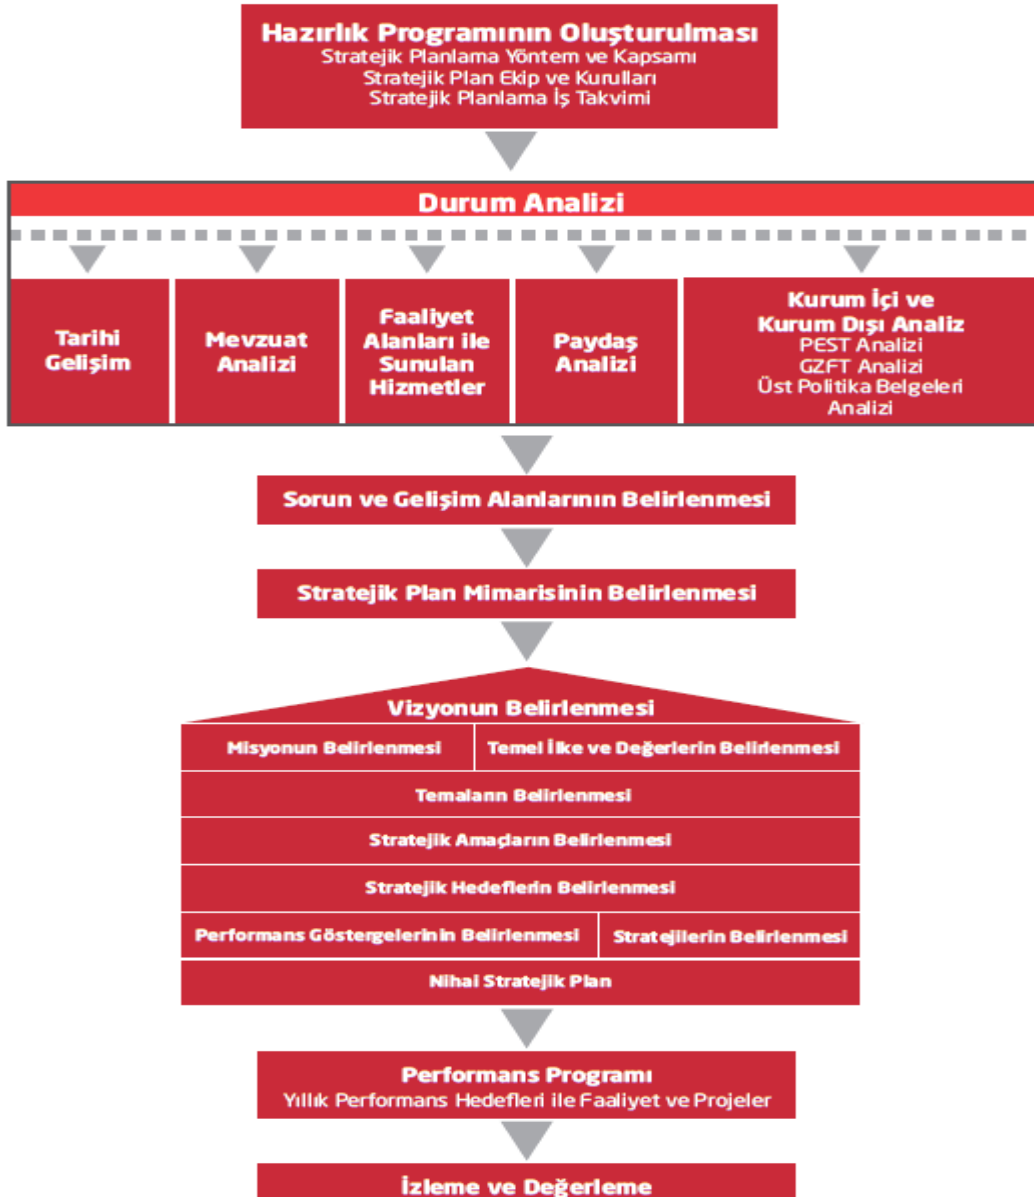 Hazırlık Programının Oluşturulması
Stratejik Planlama Yöntem ve Kapsamı
Stratejik Plan Ekip ve Kurulları
Stratejik Planlama İş Takvimi
Durum Analizi
Tarihi
Gelişim
Mevzuat
Analizi
Faaliyet
Alanları ile
Sunulan
Hizmetler
Paydaş
Analizi
Kurum İçi ve
Kurum Dışı Analiz
PEST Analizi
GZFT Analizi
Üst Politika Belgeleri
Analizi
Sorun ve Gelişim Alanlarının Belirlenmesi
Stratejik Plan Mimarisinin Belirlenmesi
Vizyonun Belirlenmesi
Misyonun Belirlenmesi
Temel İlke ve Değerlerin Belirlenmesi
Temaların Belirlenmesi
Stratejik Amaçların Belirlenmesi
Stratejik Hedeflerin Belirlenmesi
Performans Göstergelerinin Belirlenmesi
Stratejilerin Belirlenmesi
Nihai Stratejik Plan
Performans Programı
Yıllık Performans Hedefleri ile Faaliyet ve Projeler
İzleme ve Değerleme